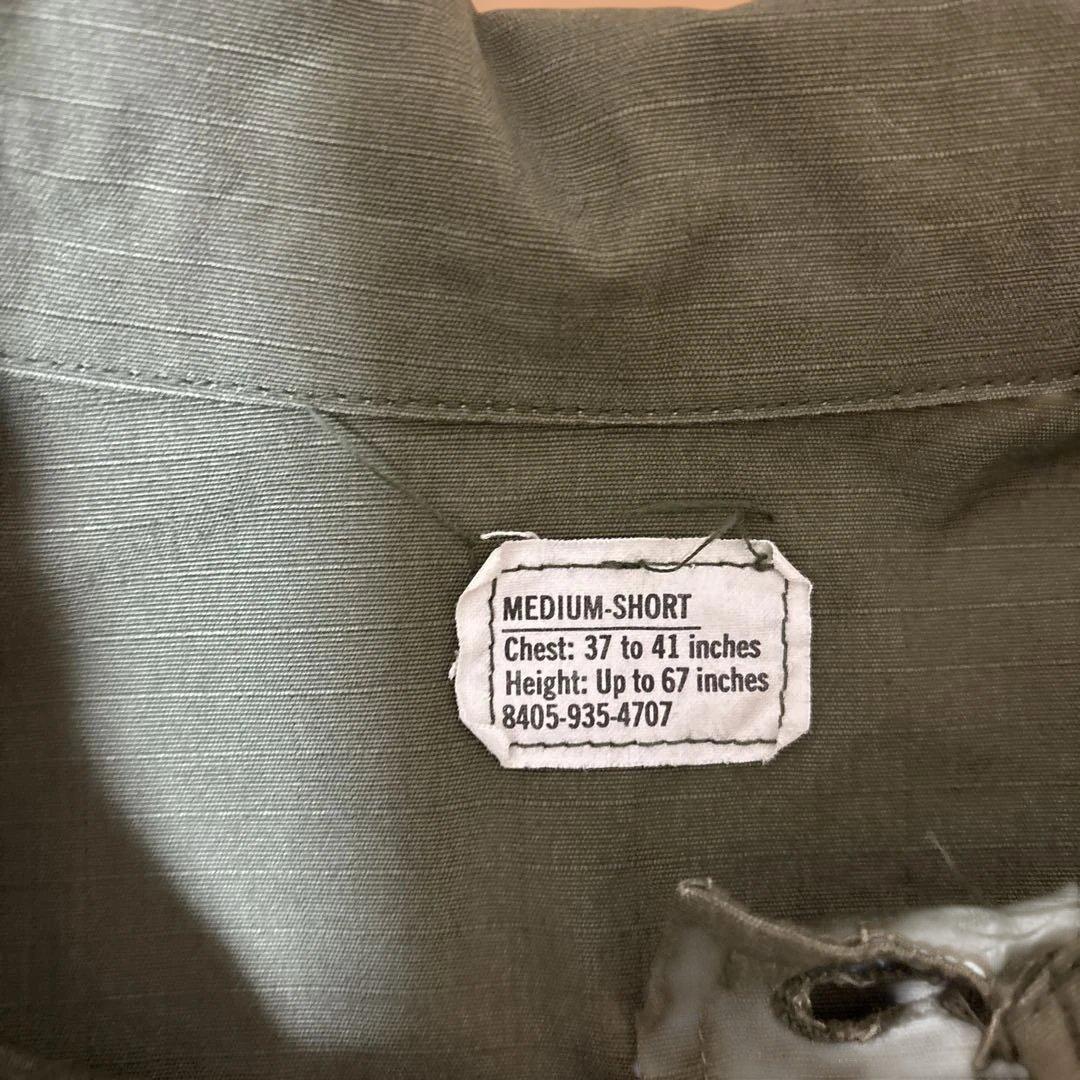 MEDIUM-SHORT
Chest: 37 to 41 inches
Height: Up to 67 inches
8405-935-4707